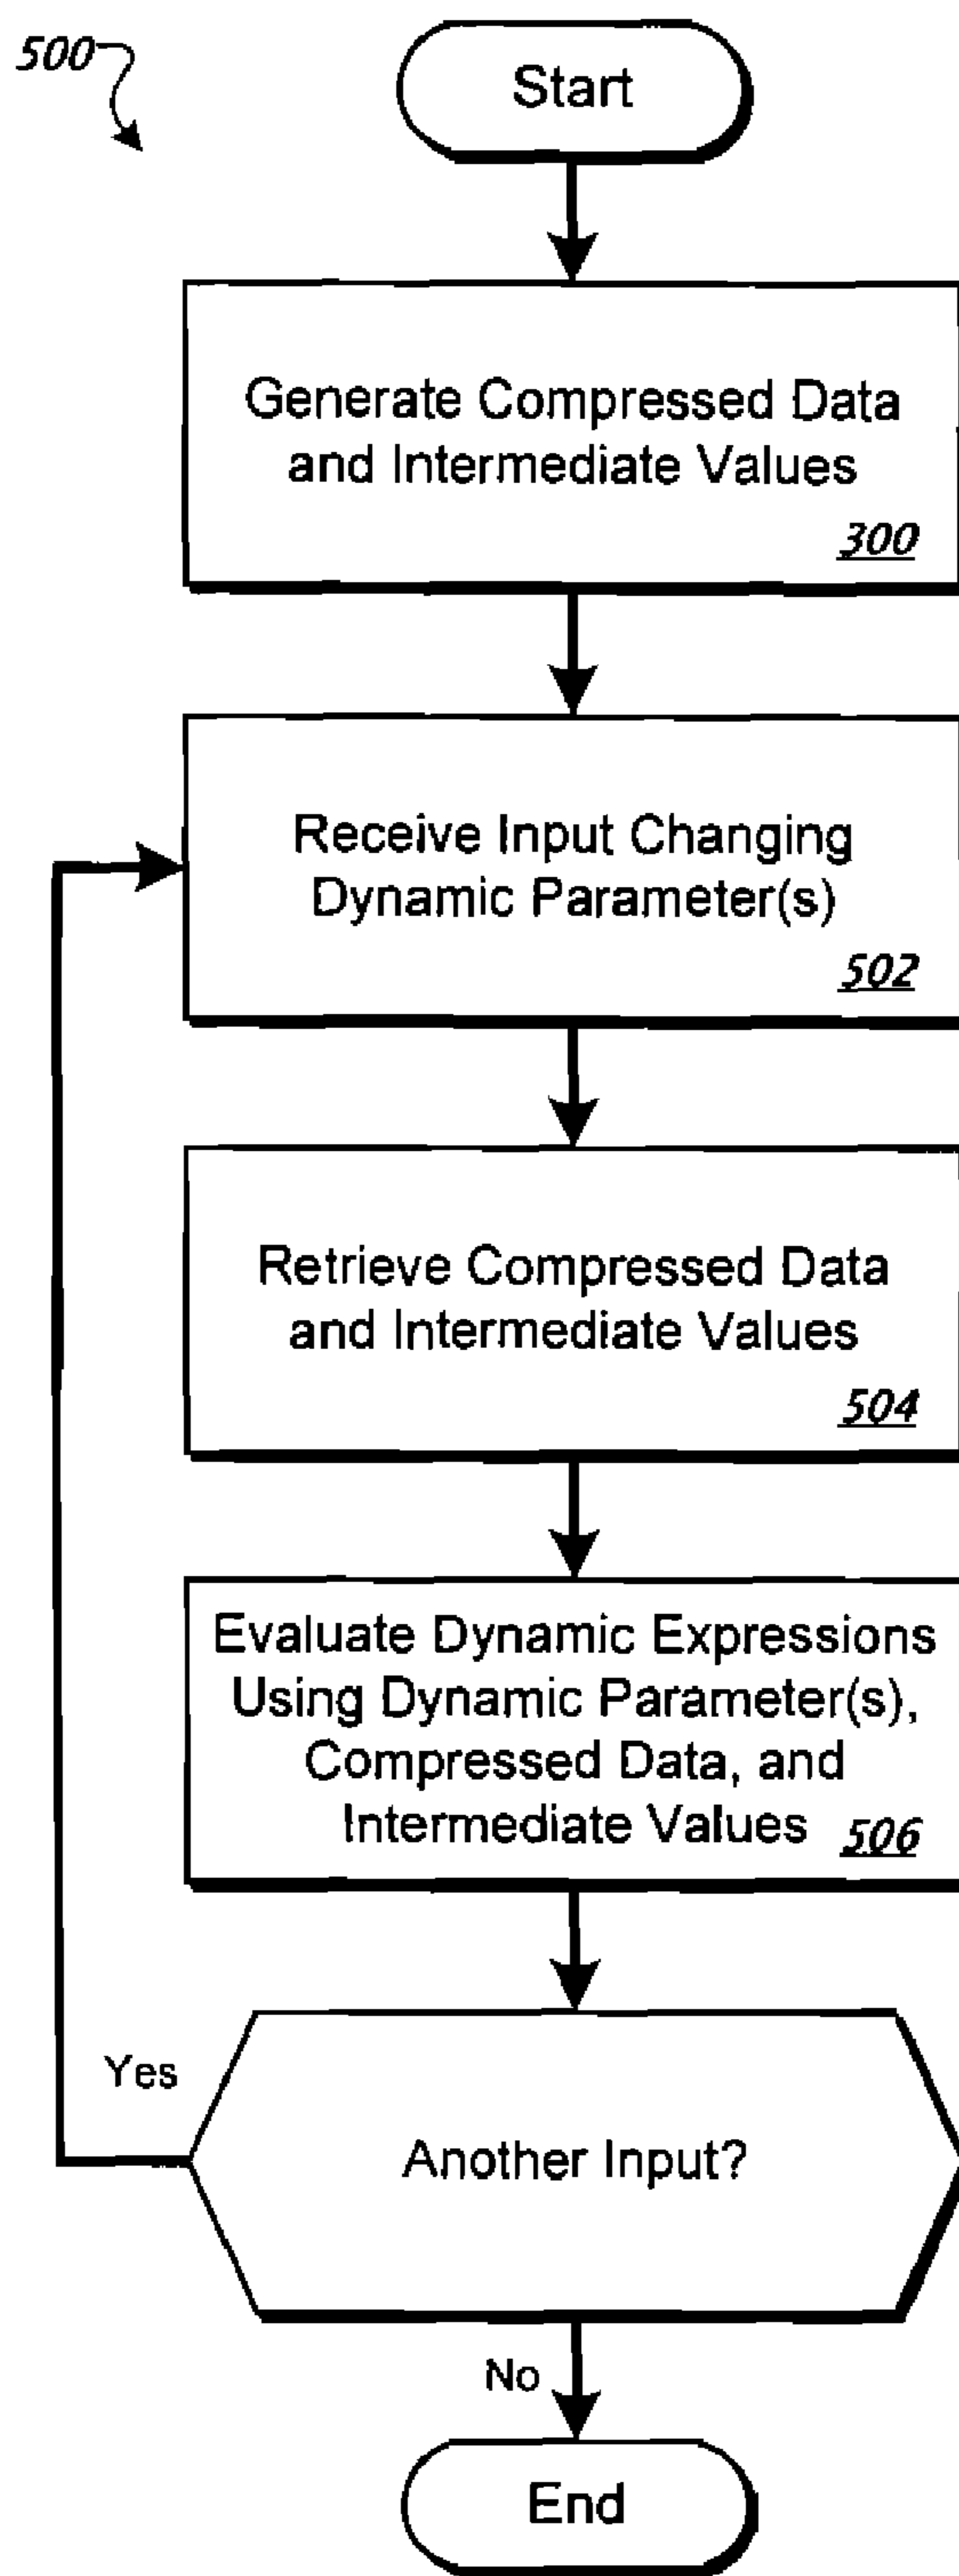 500
Start
Generate Compressed Data
and Intermediate Values
300
Receive Input Changing
Dynamic Parameter(s)
502
Retrieve Compressed Data
and Intermediate Values
504
Evaluate Dynamic Expressions
Using Dynamic Parameter(s),
Compressed Data, and
Intermediate Values 506
Yes
Another Input?
No
End